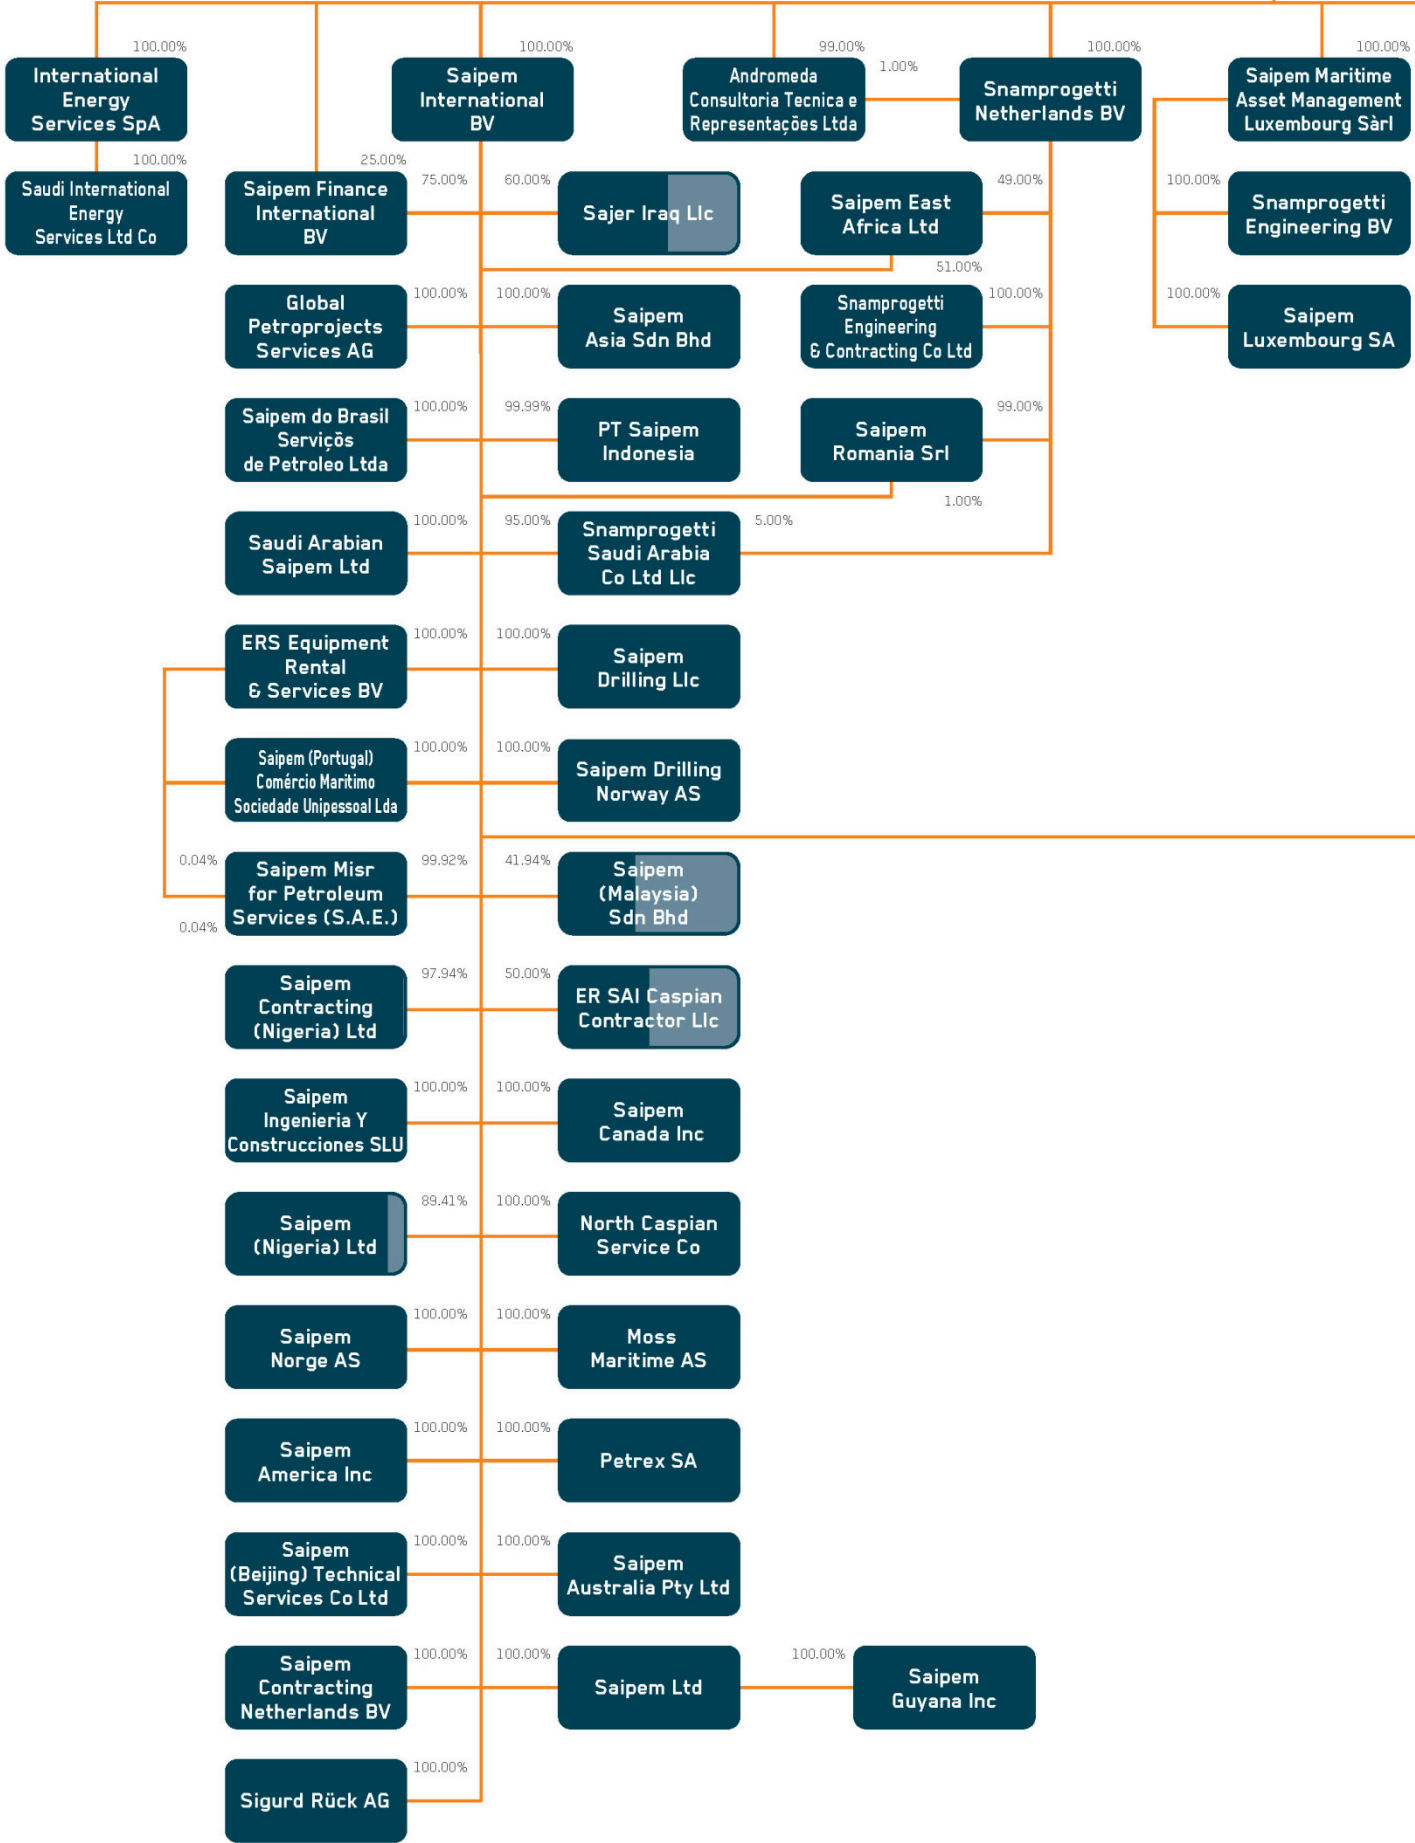 100.00%
100.00%
99.00%
1.00%
100.00%
100.00%
International
Energy
Services SpA
Saipem
International
BV
Andromeda
Consultoria Tecnica e
Representações Ltda
Snamprogetti
Netherlands BV
Saipem Maritime
Asset Management
Luxembourg Sàrl
100.00%
25.00%
75.00%
60.00%
49.00%
100.00%
Saudi International
Energy
Services Ltd Co
Saipem Finance
International
BV
Sajer Iraq Llc
Saipem East
Africa Ltd
Snamprogetti
Engineering BV
51.00%
100.00%
100.00%
100.00%
100.00%
Global
Petroprojects
Services AG
Saipem
Asia Sdn Bhd
Snamprogetti
Engineering
& Contracting Co Ltd
Saipem
Luxembourg SA
100.00%
99.99%
99.00%
Saipem do Brasil
Serviçõs
de Petroleo Ltda
PT Saipem
Indonesia
Saipem
Romania Srl
1.00%
100.00%
95.00%
5.00%
Saudi Arabian
Saipem Ltd
Snamprogetti
Saudi Arabia
Co Ltd Llc
100.00%
100.00%
ERS Equipment
Rental
& Services BV
Saipem
Drilling Llc
100.00%
100.00%
Saipem (Portugal)
Comércio Maritimo
Sociedade Unipessoal Lda
Saipem Drilling
Norway AS
0.04%
99.92%
41.94%
Saipem Misr
for Petroleum
Services (S.A.E.)
Saipem
(Malaysia)
Sdn Bhd
0.04%
97.94%
50.00%
Saipem
Contracting
(Nigeria) Ltd
ER SAI Caspian
Contractor Llc
100.00%
100.00%
Saipem
Ingenieria Y
Construcciones SLU
Saipem
Canada Inc
89.41%
100.00%
Saipem
(Nigeria) Ltd
North Caspian
Service Co
100.00%
100.00%
Saipem
Norge AS
Moss
Maritime AS
100.00%
100.00%
Saipem
America Inc
Petrex SA
100.00%
100.00%
Saipem
(Beijing) Technical
Services Co Ltd
Saipem
Australia Pty Ltd
100.00%
100.00%
100.00%
Saipem
Contracting
Netherlands BV
Saipem Ltd
Saipem
Guyana Inc
100.00%
Sigurd Rück AG